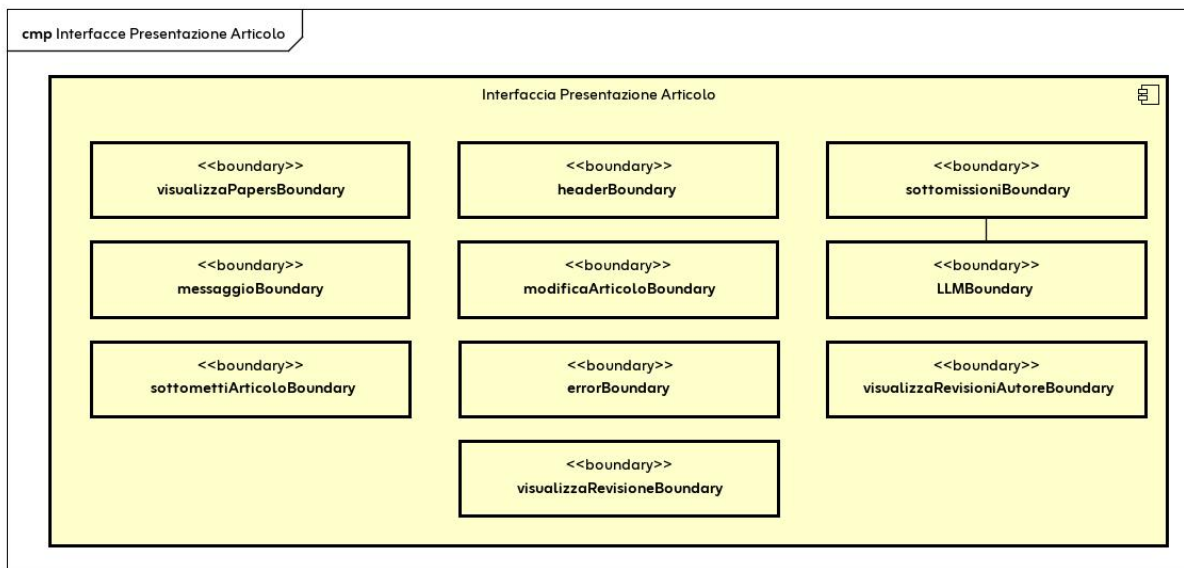 cmp Interfacce Presentazione Articolo
Interfaccia Presentazione Articolo
<<boundary>>
visualizzaPapersBoundary
<<boundary>>
headerBoundary
<<boundary>>
sottomissioniBoundary
<<boundary>>
messaggioBoundary
<<boundary>>
modificaArticoloBoundary
<<boundary>>
LLMBoundary
<<boundary>>
sottomettiArticoloBoundary
<<boundary>>
errorBoundary
<<boundary>>
visualizzaRevisioniAutoreBoundary
<<boundary>>
visualizzaRevisioneBoundary